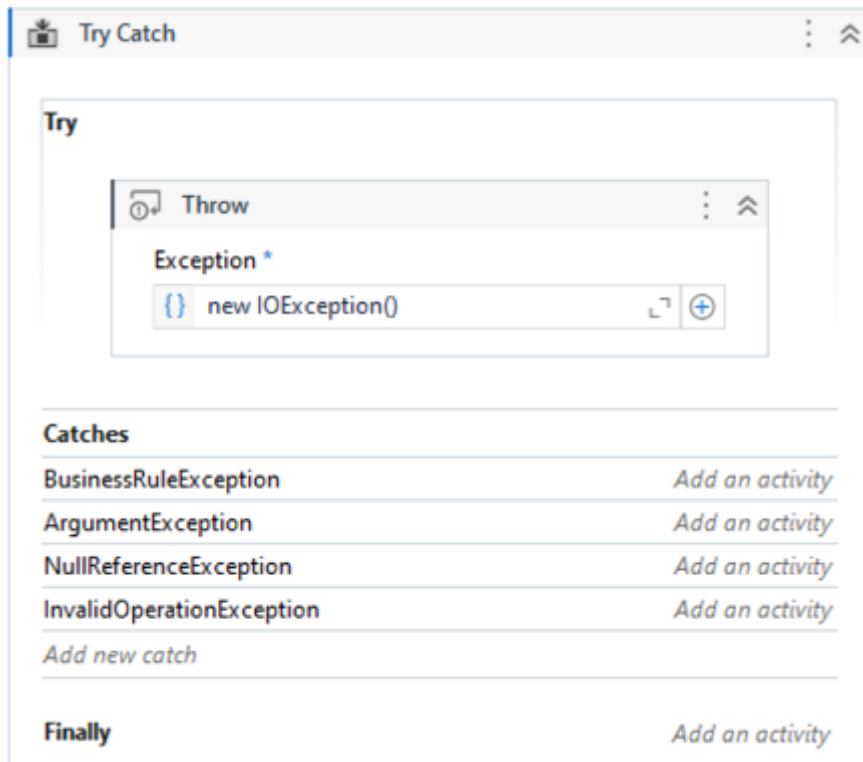 Try Catch
Try
Throw
Exception *
{} new IOException()
Catches
BusinessRuleException Add an activity
ArgumentException Add an activity
NullReferenceException Add an activity
InvalidOperationException Add an activity
Add new catch
Finally Add an activity